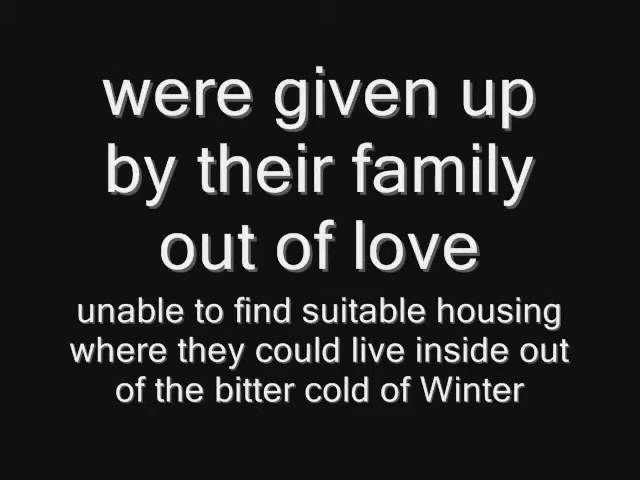 were given up
by their family
out of love
unable to find suitable housing
where they could live inside out
of the bitter cold of Winter